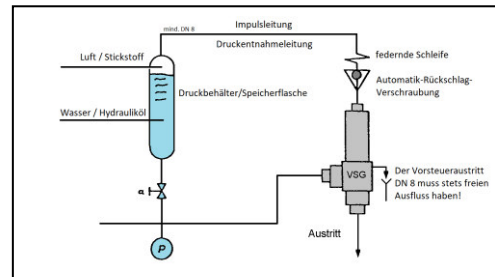 mind. DN 8
Impulsleitung
Druckentnahmeleitung
Luft / Stickstoff
federnde Schleife
Automatik-Rückschlag-
Verschraubung
Druckbehälter/Speicherflasche
Wasser / Hydrauliköl
VSG
Der Vorsteueraustritt
DN 8 muss stets freien
Ausfluss haben!
a
Austritt
P